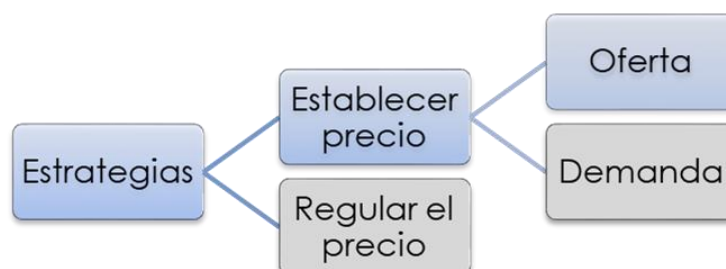 Estrategias
Establecer
precio
Regular el
precio
Oferta
Demanda